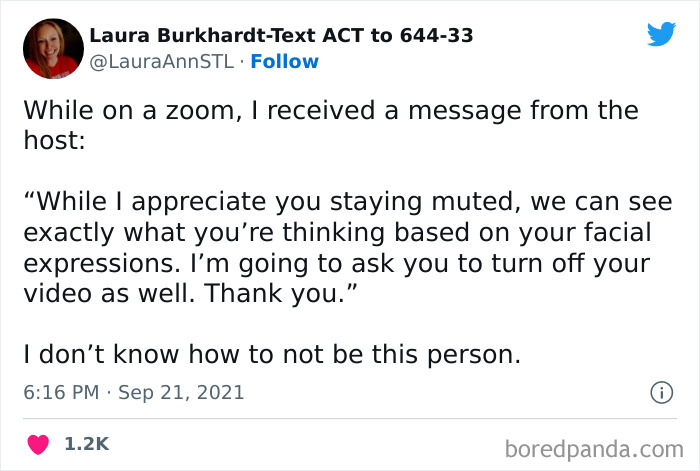 Laura Burkhardt-Text ACT to 644-33
@LauraAnnSTL · Follow
While on a zoom, I received a message from the
host:
“While I appreciate you staying muted, we can see
exactly what you’re thinking based on your facial
expressions. I’m going to ask you to turn off your
video as well. Thank you.”
I don’t know how to not be this person.
6:16 PM · Sep 21, 2021
1.2K
boredpanda.com